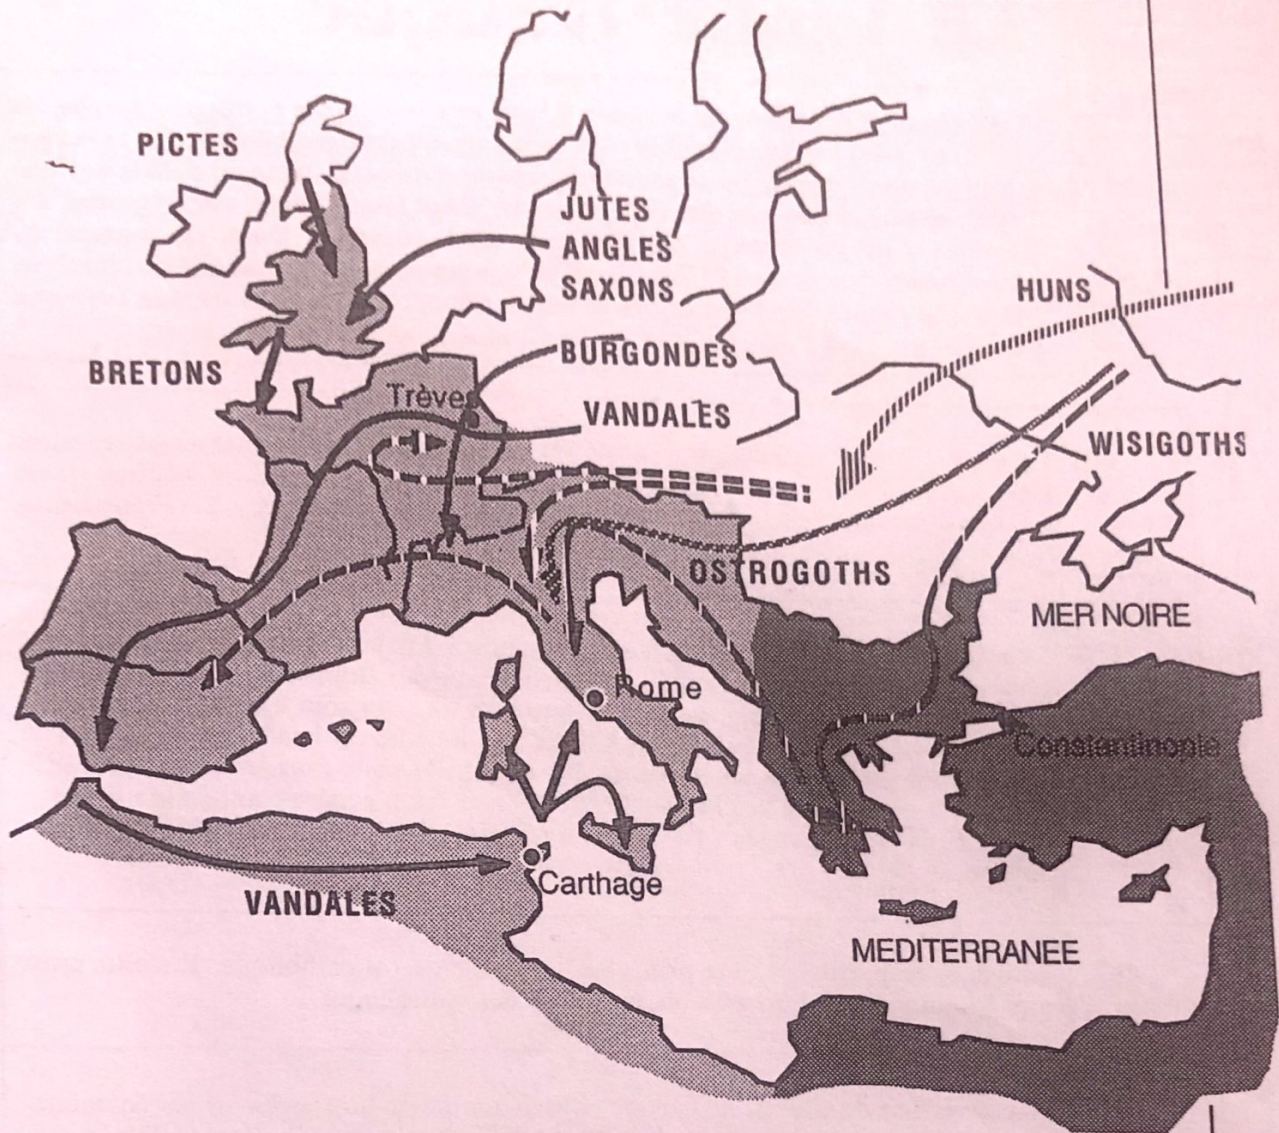 PICTES
JUTES
ANGLES
SAXONS
HUNS
BRETONS
BURGONDES
Trèves
VANDALES
WISIGOTHS
OSTROGOTHS
MER NOIRE
Rome
Constantinople
Carthage
VANDALES
MEDITERRANEE